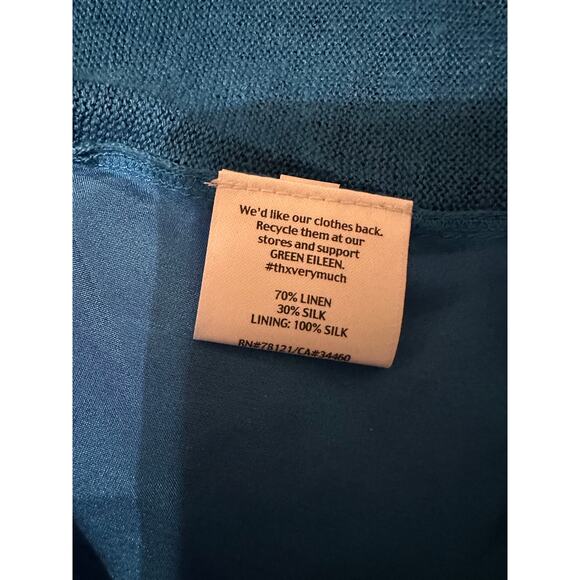 We'd like our clothes back.
Recycle them at our
stores and support
GREEN EILEEN.
#thxverymuch
70% LINEN
30% SILK
LINING: 100% SILK
RN#78121/CA#34460